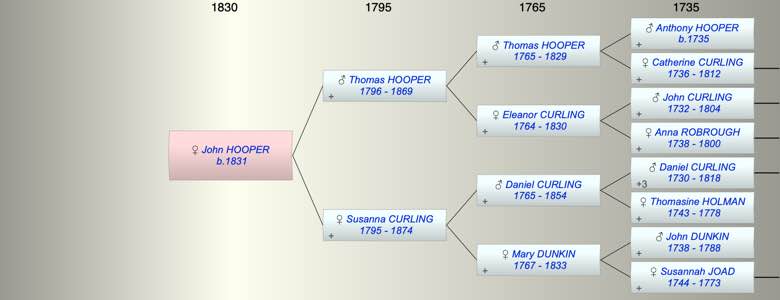 1830 1795 1765 1735
♂ Anthony HOOPER
b.1735
+
♂ Thomas HOOPER
1765 - 1829
+
♀ Catherine CURLING
1736 - 1812
+
♂ Thomas HOOPER
1796 - 1869
+
♂ John CURLING
1732 - 1804
+
♀ Eleanor CURLING
1764 - 1830
+
♀ Anna ROBROUGH
1738 - 1800
+
♀ John HOOPER
b.1831
♂ Daniel CURLING
1730 - 1818
+3
♂ Daniel CURLING
1765 - 1854
+
♀ Thomasine HOLMAN
1743 - 1778
+
♀ Susanna CURLING
1795 - 1874
+
♂ John DUNKIN
1738 - 1788
+
♀ Mary DUNKIN
1767 - 1833
+
♀ Susannah JOAD
1744 - 1773
+